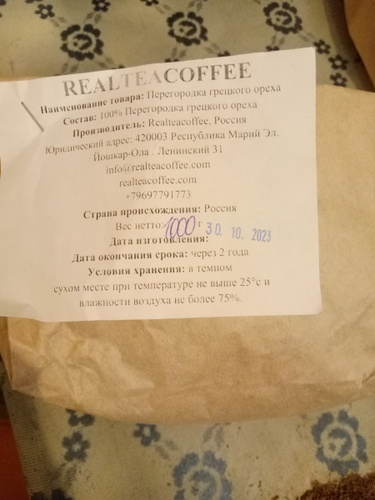 REALTEACOFFEE
Наименование товара: Перегородка грецкого ореха
Состав: 100% Перегородка грецкого ореха
Производитель: Realteacoffee, Россия
Юридический адрес: 420003 Республика Марий Эл.
Йошкар-Ола . Ленинский 31
info@realteacoffee.com
realteacoffee.com
+79697791773
Страна происхождения: Россия
Вес нетто: 1000 г 30. 10. 2023
Дата изготовления:
Дата окончания срока: через 2 года
Условия хранения: в темном
сухом месте при температуре не выше 25°с и
влажности воздуха не более 75%.